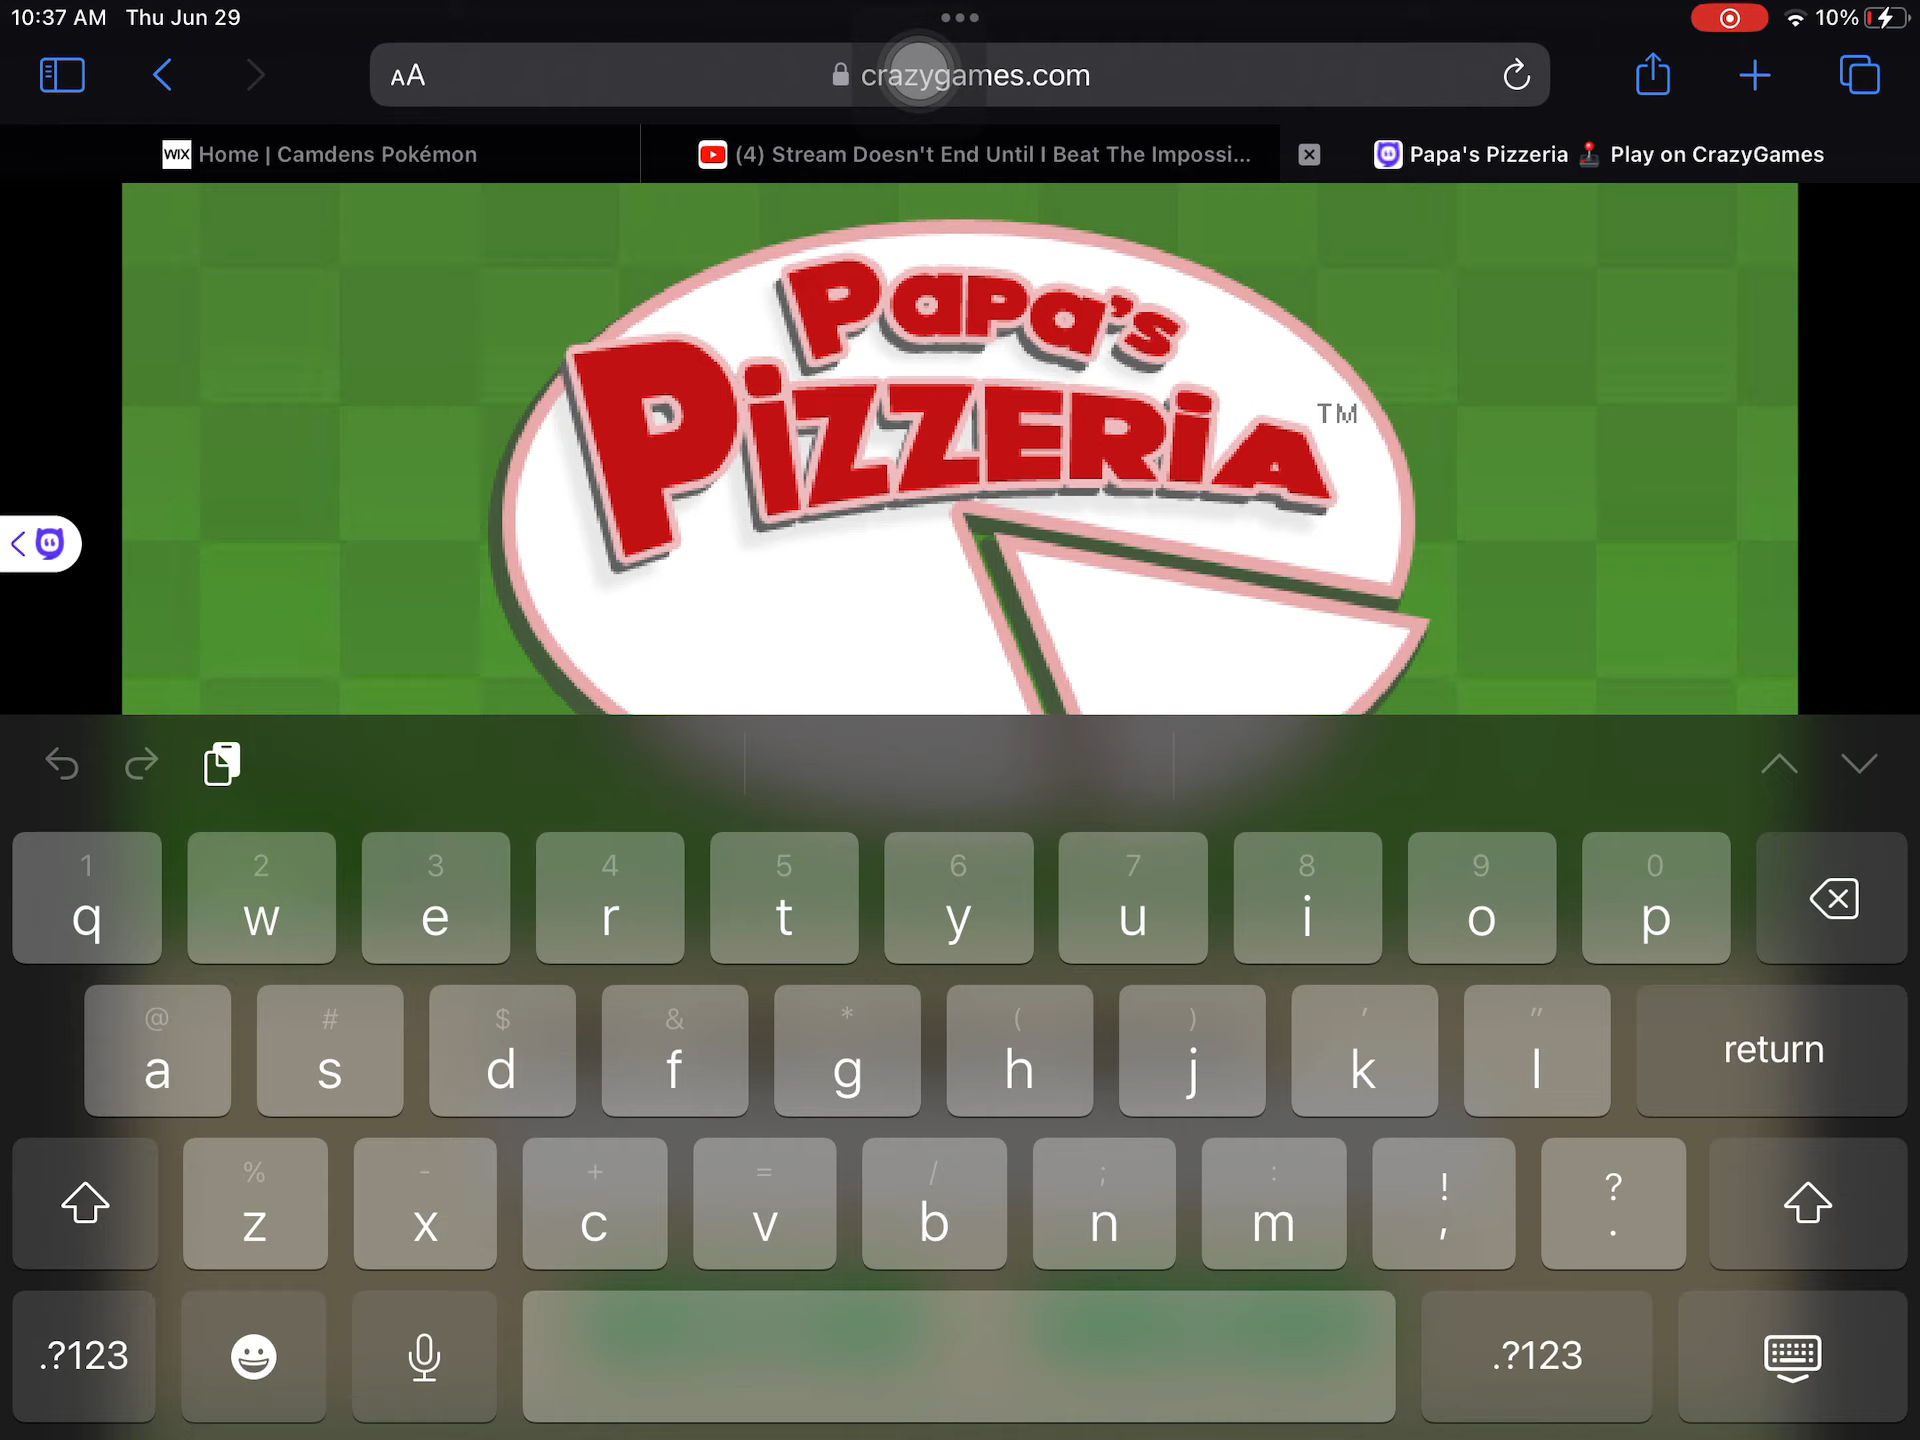 10:37 AM Thu Jun 29
10%
AA
crazygames.com
WIX Home | Camdens Pokémon
(4) Stream Doesn't End Until I Beat The Impossi...
Papa's Pizzeria Play on CrazyGames
Papa's
Pizzeria TM
1 2 3 4 5 6 7 8 9 0
q w e r t y u i o p
@ # $ & * ( ) ' "
a s d f g h j k l return
% - + = / ; : ! ?
z x c v b n m , .
.?123 .?123